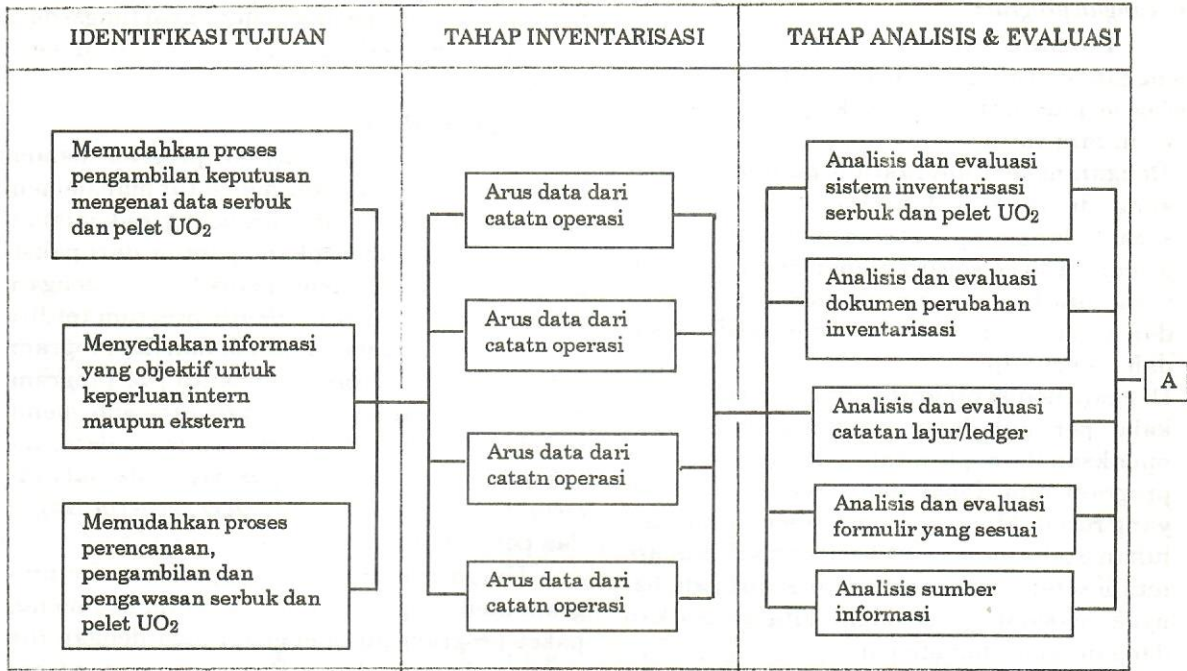 IDENTIFIKASI TUJUAN
TAHAP INVENTARISASI
TAHAP ANALISIS & EVALUASI
Memudahkan proses
pengambilan keputusan
mengenai data serbuk
dan pelet UO2
Menyediakan informasi
yang objektif untuk
keperluan intern
maupun ekstern
Memudahkan proses
perencanaan,
pengambilan dan
pengawasan serbuk dan
pelet UO2
Arus data dari
catatn operasi
Arus data dari
catatn operasi
Arus data dari
catatn operasi
Arus data dari
catatn operasi
Analisis dan evaluasi
sistem inventarisasi
serbuk dan pelet UO2
Analisis dan evaluasi
dokumen perubahan
inventarisasi
Analisis dan evaluasi
catatan lajur/ledger
Analisis dan evaluasi
formulir yang sesuai
Analisis sumber
informasi
A